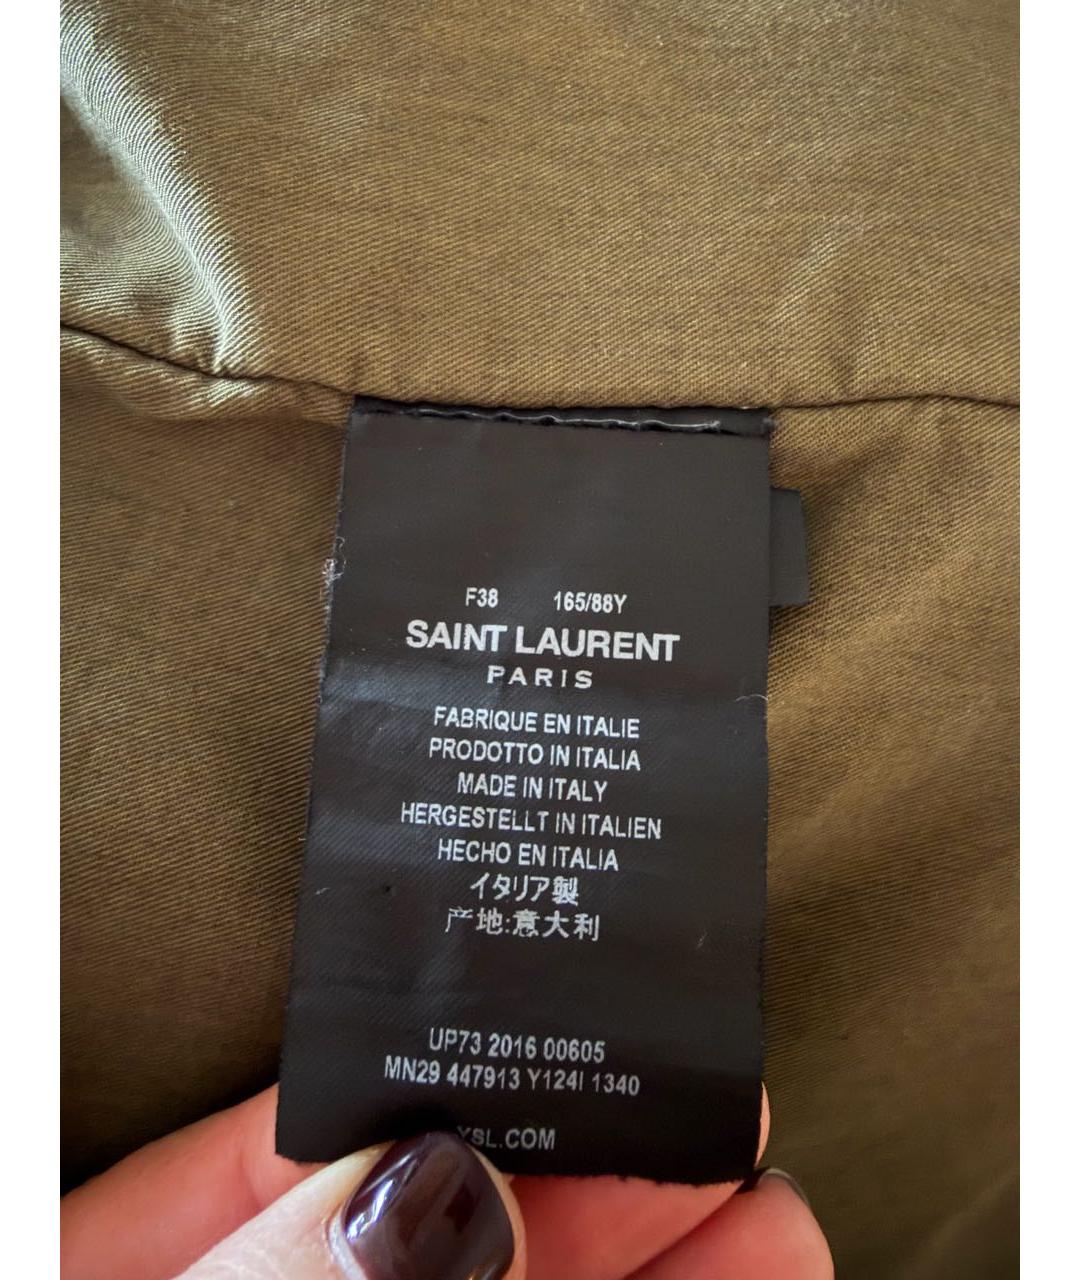 F38 165/88Y
SAINT LAURENT
PARIS
FABRIQUE EN ITALIE
PRODOTTO IN ITALIA
MADE IN ITALY
HERGESTELLT IN ITALIEN
HECHO EN ITALIA
イタリア製
产地:意大利
UP73 2016 00605
MN29 447913 Y124I 1340
YSL.COM